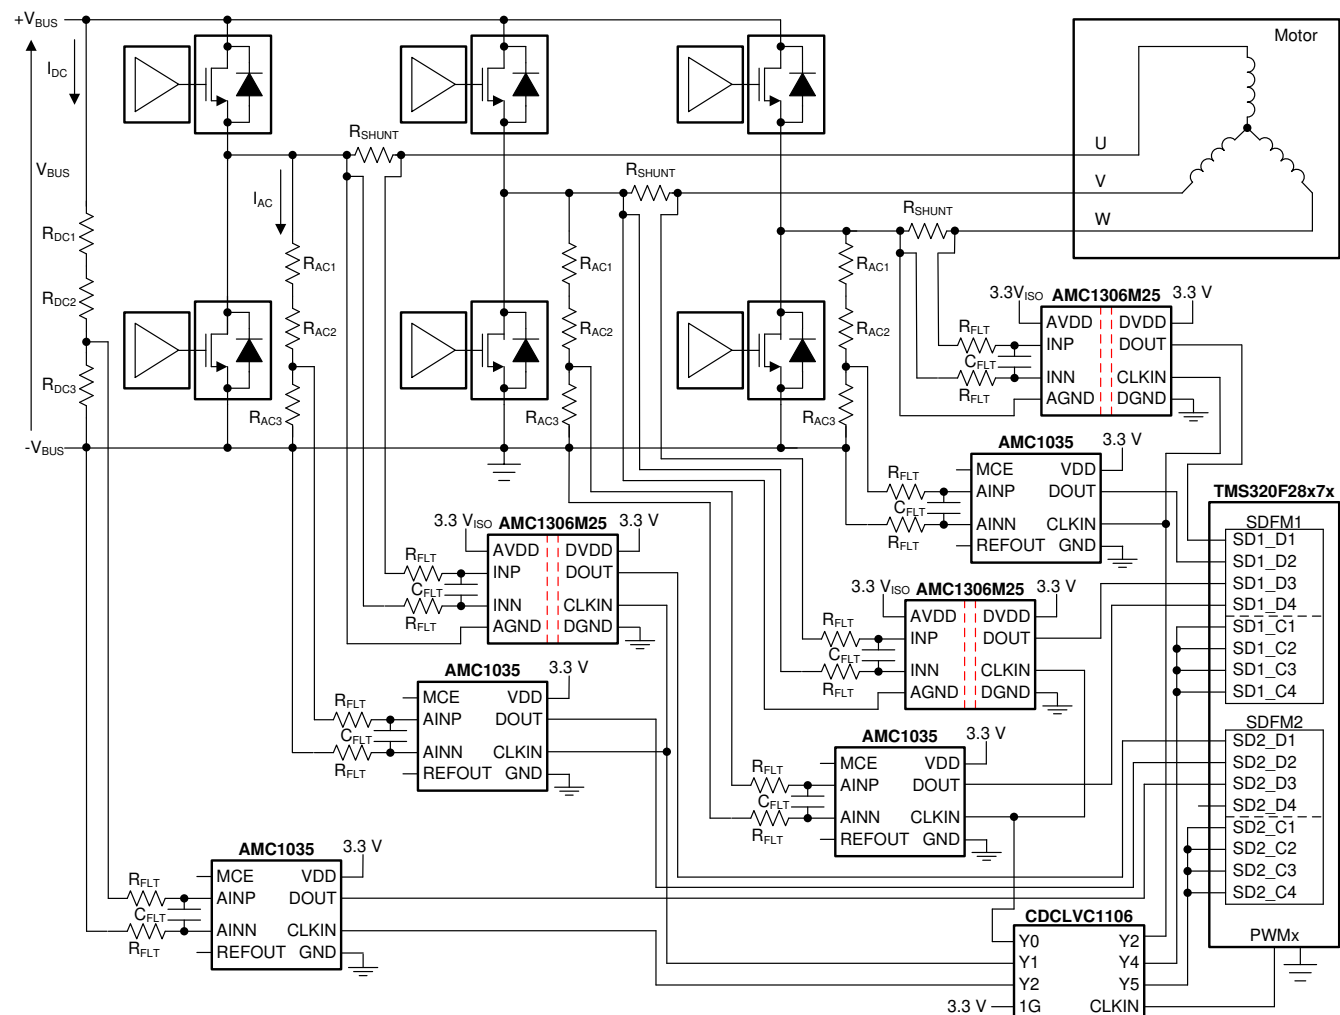 +VBUS
IDC
VBUS
RDC1
RDC2
RDC3
-VBUS
IAC
RAC1
RAC2
RAC3
RSHUNT
RAC1
RAC2
RAC3
RSHUNT
RAC1
RAC2
RAC3
RSHUNT
Motor
U
V
W
3.3VISO AMC1306M25 3.3 V
AVDD DVDD
INP DOUT
INN CLKIN
AGND DGND
RFLT
CFLT
RFLT
AMC1035 3.3 V
MCE VDD
AINP DOUT
AINN CLKIN
REFOUT GND
RFLT
CFLT
RFLT
3.3 VISO AMC1306M25 3.3 V
AVDD DVDD
INP DOUT
INN CLKIN
AGND DGND
RFLT
CFLT
RFLT
3.3 VISO AMC1306M25 3.3 V
AVDD DVDD
INP DOUT
INN CLKIN
AGND DGND
RFLT
CFLT
RFLT
AMC1035 3.3 V
MCE VDD
AINP DOUT
AINN CLKIN
REFOUT GND
RFLT
CFLT
RFLT
AMC1035 3.3 V
MCE VDD
AINP DOUT
AINN CLKIN
REFOUT GND
RFLT
CFLT
RFLT
AMC1035 3.3 V
MCE VDD
AINP DOUT
AINN CLKIN
REFOUT GND
RFLT
CFLT
RFLT
TMS320F28x7x
SDFM1
SD1_D1
SD1_D2
SD1_D3
SD1_D4
SD1_C1
SD1_C2
SD1_C3
SD1_C4
SDFM2
SD2_D1
SD2_D2
SD2_D3
SD2_D4
SD2_C1
SD2_C2
SD2_C3
SD2_C4
PWMx
CDCLVC1106
Y0 Y2
Y1 Y4
Y2 Y5
3.3 V 1G CLKIN